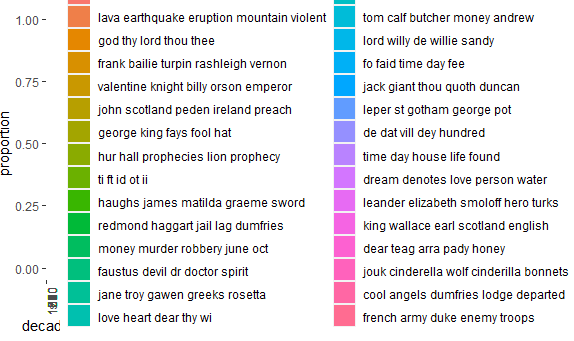 1.00
0.75
0.50
0.25
0.00
proportion
decad
lava earthquake eruption mountain violent
god thy lord thou thee
frank bailie turpin rashleigh vernon
valentine knight billy orson emperor
john scotland peden ireland preach
george king fays fool hat
hur hall prophecies lion prophecy
ti ft id ot ii
haughs james matilda graeme sword
redmond haggart jail lag dumfries
money murder robbery june oct
faustus devil dr doctor spirit
jane troy gawen greeks rosetta
love heart dear thy wi
tom calf butcher money andrew
lord willy de willie sandy
fo faid time day fee
jack giant thou quoth duncan
leper st gotham george pot
de dat vill dey hundred
time day house life found
dream denotes love person water
leander elizabeth smoloff hero turks
king wallace earl scotland english
dear teag arra pady honey
jouk cinderella wolf cinderilla bonnets
cool angels dumfries lodge departed
french army duke enemy troops